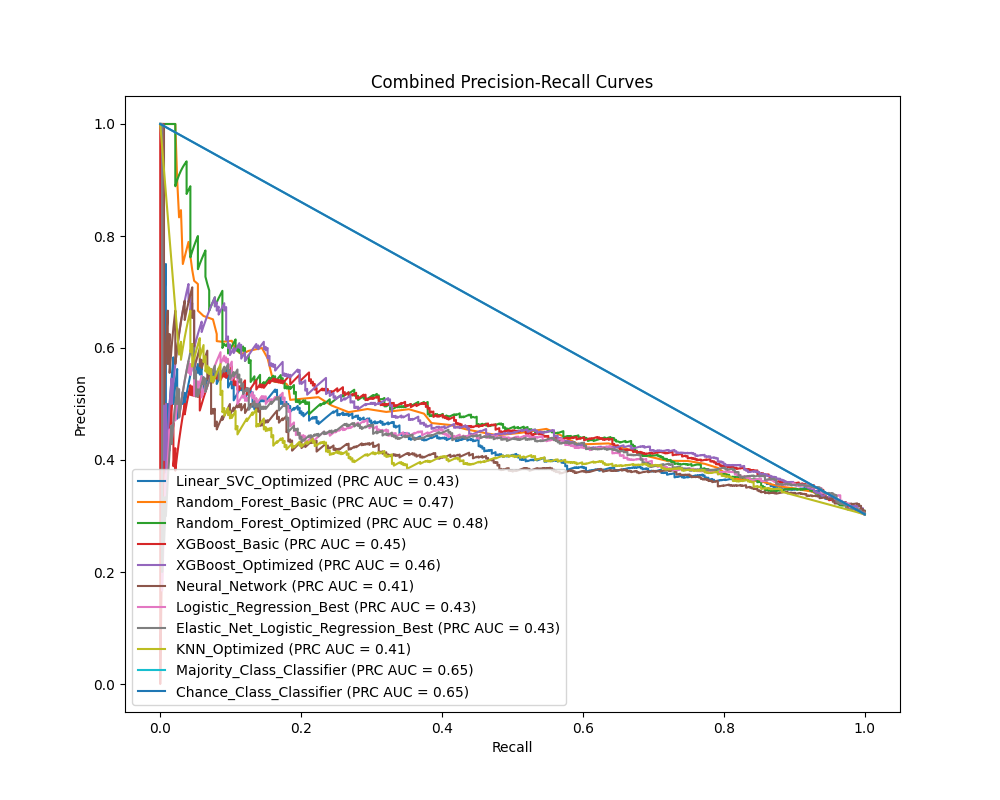 Combined Precision-Recall Curves
Precision
1.0
0.8
0.6
0.4
0.2
0.0
Linear_SVC_Optimized (PRC AUC = 0.43)
Random_Forest_Basic (PRC AUC = 0.47)
Random_Forest_Optimized (PRC AUC = 0.48)
XGBoost_Basic (PRC AUC = 0.45)
XGBoost_Optimized (PRC AUC = 0.46)
Neural_Network (PRC AUC = 0.41)
Logistic_Regression_Best (PRC AUC = 0.43)
Elastic_Net_Logistic_Regression_Best (PRC AUC = 0.43)
KNN_Optimized (PRC AUC = 0.41)
Majority_Class_Classifier (PRC AUC = 0.65)
Chance_Class_Classifier (PRC AUC = 0.65)
0.0 0.2 0.4 0.6 0.8 1.0
Recall